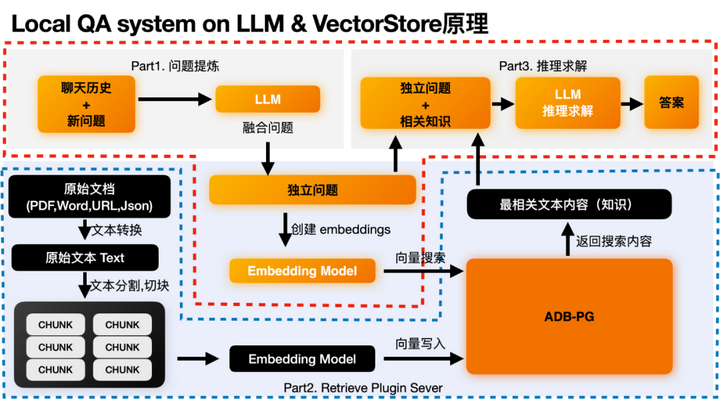 Local QA system on LLM & VectorStore原理
Part1. 问题提炼
聊天历史
+
新问题
LLM
融合问题
Part3. 推理求解
独立问题
+
相关知识
LLM
推理求解
答案
独立问题
创建 embeddings
Embedding Model
向量搜索
原始文档
(PDF,Word,URL,Json)
文本转换
原始文本 Text
文本分割,切块
CHUNK
CHUNK
CHUNK
CHUNK
CHUNK
CHUNK
Embedding Model
向量写入
最相关文本内容（知识）
返回搜索内容
ADB-PG
Part2. Retrieve Plugin Sever